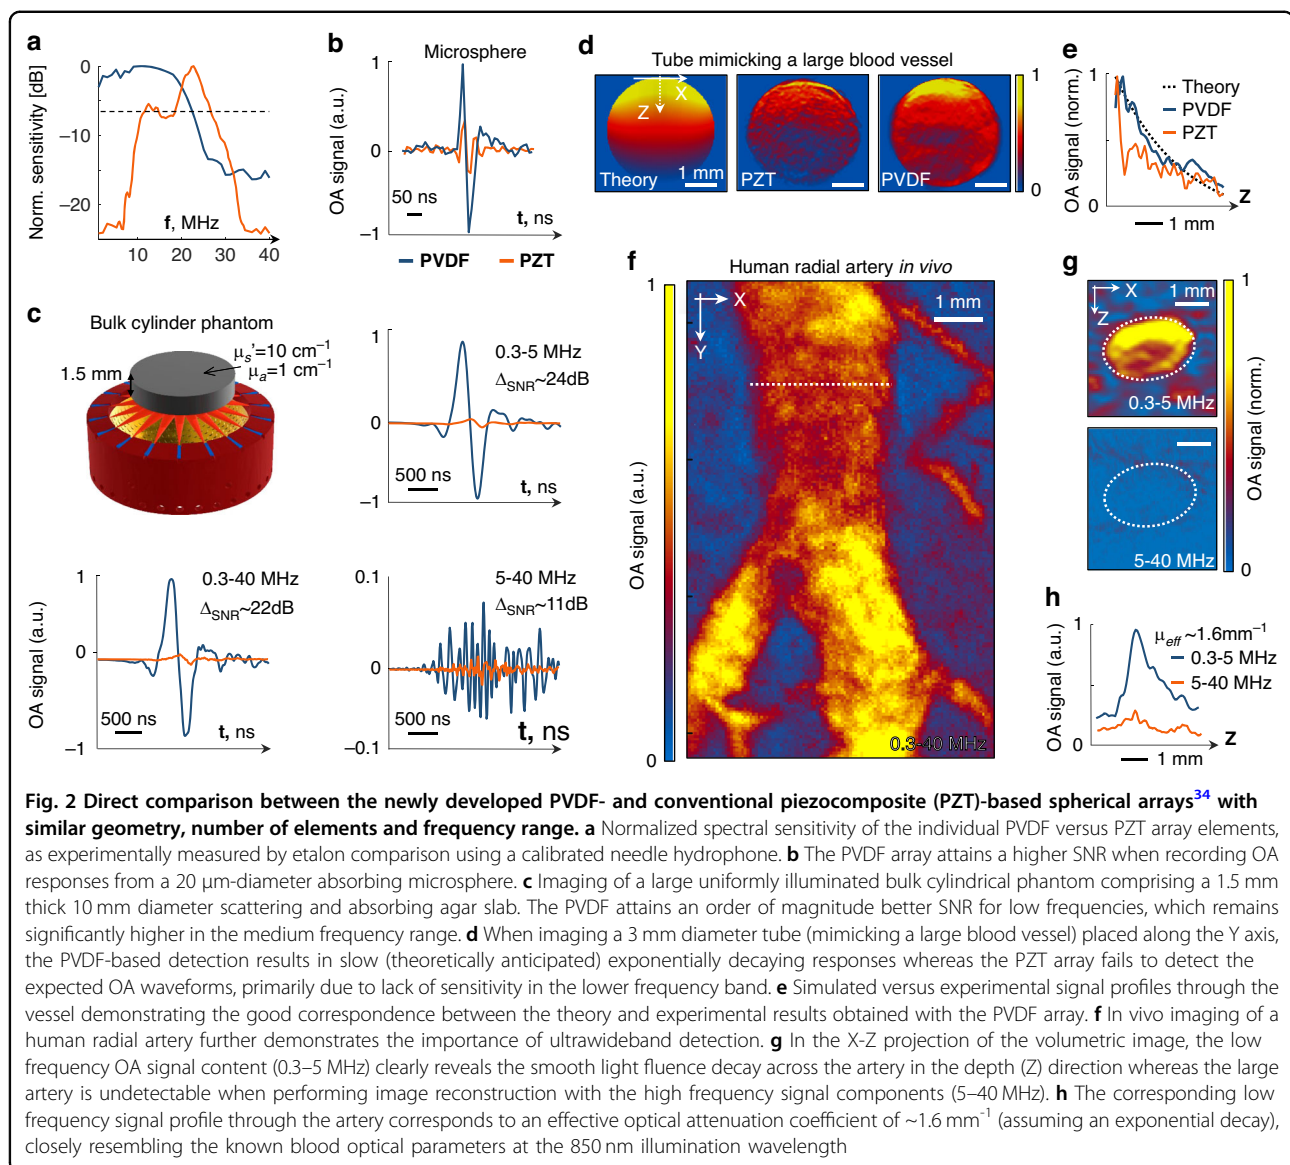 a
Norm. sensitivity [dB]
0
−10
−20
10
20
30
40
f, MHz
b
Microsphere
OA signal (a.u.)
1
0
−1
50 ns
t, ns
PVDF
PZT
c
Bulk cylinder phantom
μs'=10 cm⁻¹
μa=1 cm⁻¹
1.5 mm
1
0
−1
0.3-5 MHz
ΔSNR~24dB
500 ns
t, ns
OA signal (a.u.)
1
0
−1
0.3-40 MHz
ΔSNR~22dB
500 ns
t, ns
0.1
0
−0.1
5-40 MHz
ΔSNR~11dB
500 ns
t, ns
d
Tube mimicking a large blood vessel
X
Z
Theory
1 mm
PZT
PVDF
1
0
e
OA signal (norm.)
1
0
Theory
PVDF
PZT
Z
1 mm
f
Human radial artery in vivo
1
0
OA signal (a.u.)
X
Y
1 mm
0.3-40 MHz
g
X
Z
1 mm
0.3-5 MHz
5-40 MHz
1
0
OA signal (norm.)
h
OA signal (a.u.)
1
0
μeff ~1.6mm⁻¹
0.3-5 MHz
5-40 MHz
Z
1 mm
Fig. 2 Direct comparison between the newly developed PVDF- and conventional piezocomposite (PZT)-based spherical arrays³⁴ with
similar geometry, number of elements and frequency range. a Normalized spectral sensitivity of the individual PVDF versus PZT array elements,
as experimentally measured by etalon comparison using a calibrated needle hydrophone. b The PVDF array attains a higher SNR when recording OA
responses from a 20 μm-diameter absorbing microsphere. c Imaging of a large uniformly illuminated bulk cylindrical phantom comprising a 1.5 mm
thick 10 mm diameter scattering and absorbing agar slab. The PVDF attains an order of magnitude better SNR for low frequencies, which remains
significantly higher in the medium frequency range. d When imaging a 3 mm diameter tube (mimicking a large blood vessel) placed along the Y axis,
the PVDF-based detection results in slow (theoretically anticipated) exponentially decaying responses whereas the PZT array fails to detect the
expected OA waveforms, primarily due to lack of sensitivity in the lower frequency band. e Simulated versus experimental signal profiles through the
vessel demonstrating the good correspondence between the theory and experimental results obtained with the PVDF array. f In vivo imaging of a
human radial artery further demonstrates the importance of ultrawideband detection. g In the X-Z projection of the volumetric image, the low
frequency OA signal content (0.3–5 MHz) clearly reveals the smooth light fluence decay across the artery in the depth (Z) direction whereas the large
artery is undetectable when performing image reconstruction with the high frequency signal components (5–40 MHz). h The corresponding low
frequency signal profile through the artery corresponds to an effective optical attenuation coefficient of ~1.6 mm⁻¹ (assuming an exponential decay),
closely resembling the known blood optical parameters at the 850 nm illumination wavelength